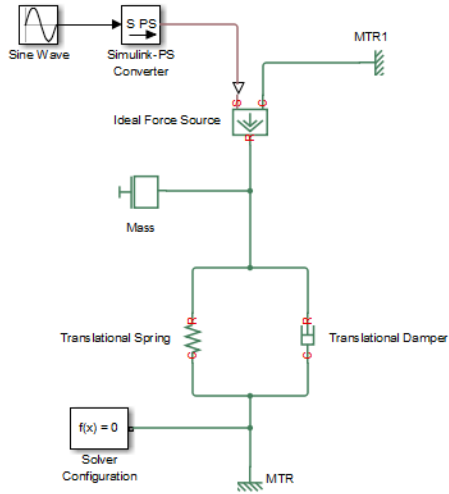 S PS
MTR1
Sine Wave
Simulink-PS
Converter
S
C
Ideal Force Source
R
Mass
R
R
Translational Spring
Translational Damper
C
C
f(x) = 0
Solver
Configuration
MTR